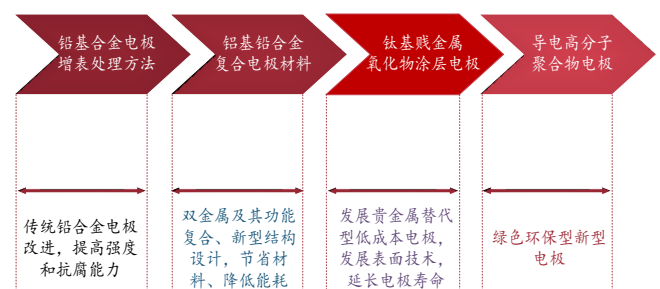 铅基合金电极
增表处理方法
铝基铅合金
复合电极材料
钛基贱金属
氧化物涂层电极
导电高分子
聚合物电极
传统铅合金电极
改进，提高强度
和抗腐能力
双金属及其功能
复合、新型结构
设计，节省材
料、降低能耗
发展贵金属替代
型低成本电极，
发展表面技术，
延长电极寿命
绿色环保型新型
电极